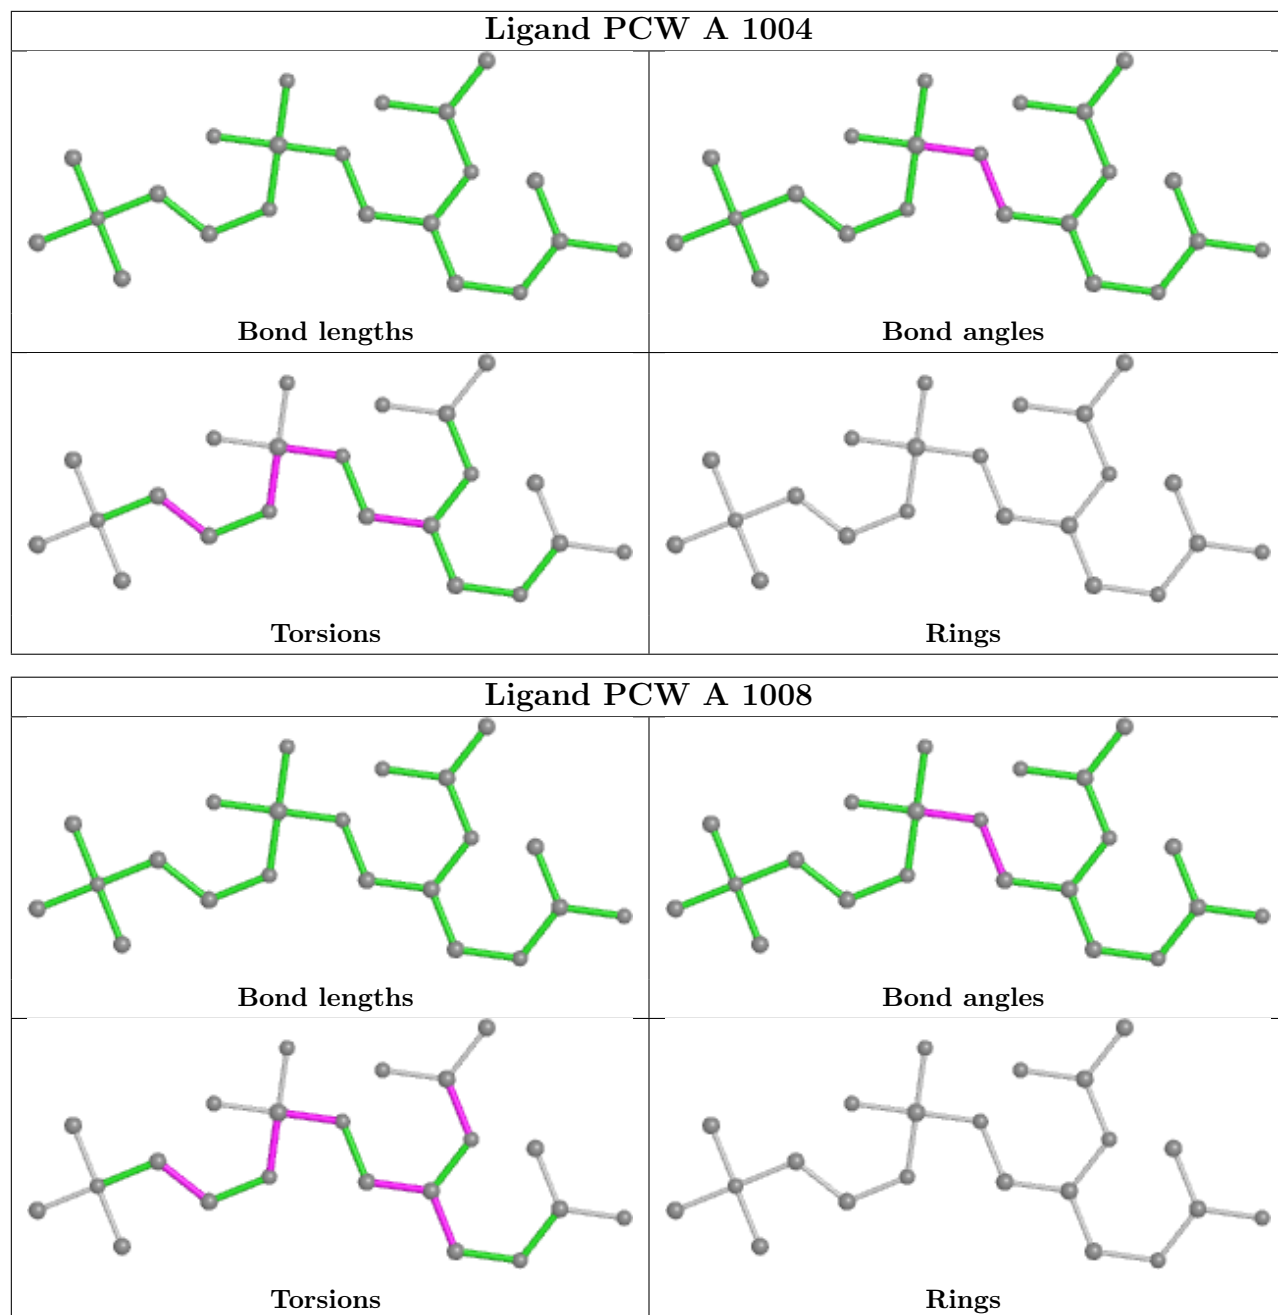 Ligand PCW A 1004
Bond lengths
Bond angles
Torsions
Rings
Ligand PCW A 1008
Bond lengths
Bond angles
Torsions
Rings